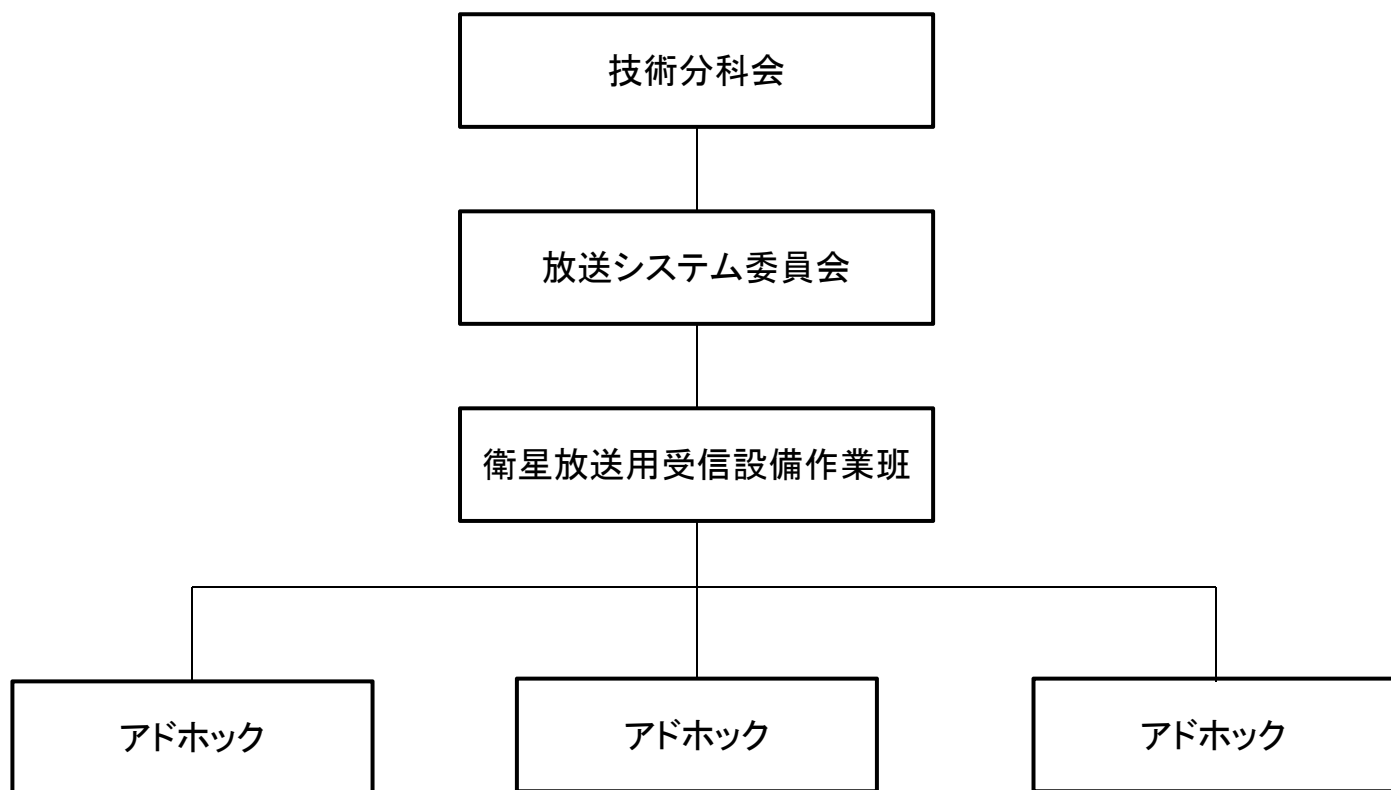 技術分科会
放送システム委員会
衛星放送用受信設備作業班
アドホック
アドホック
アドホック